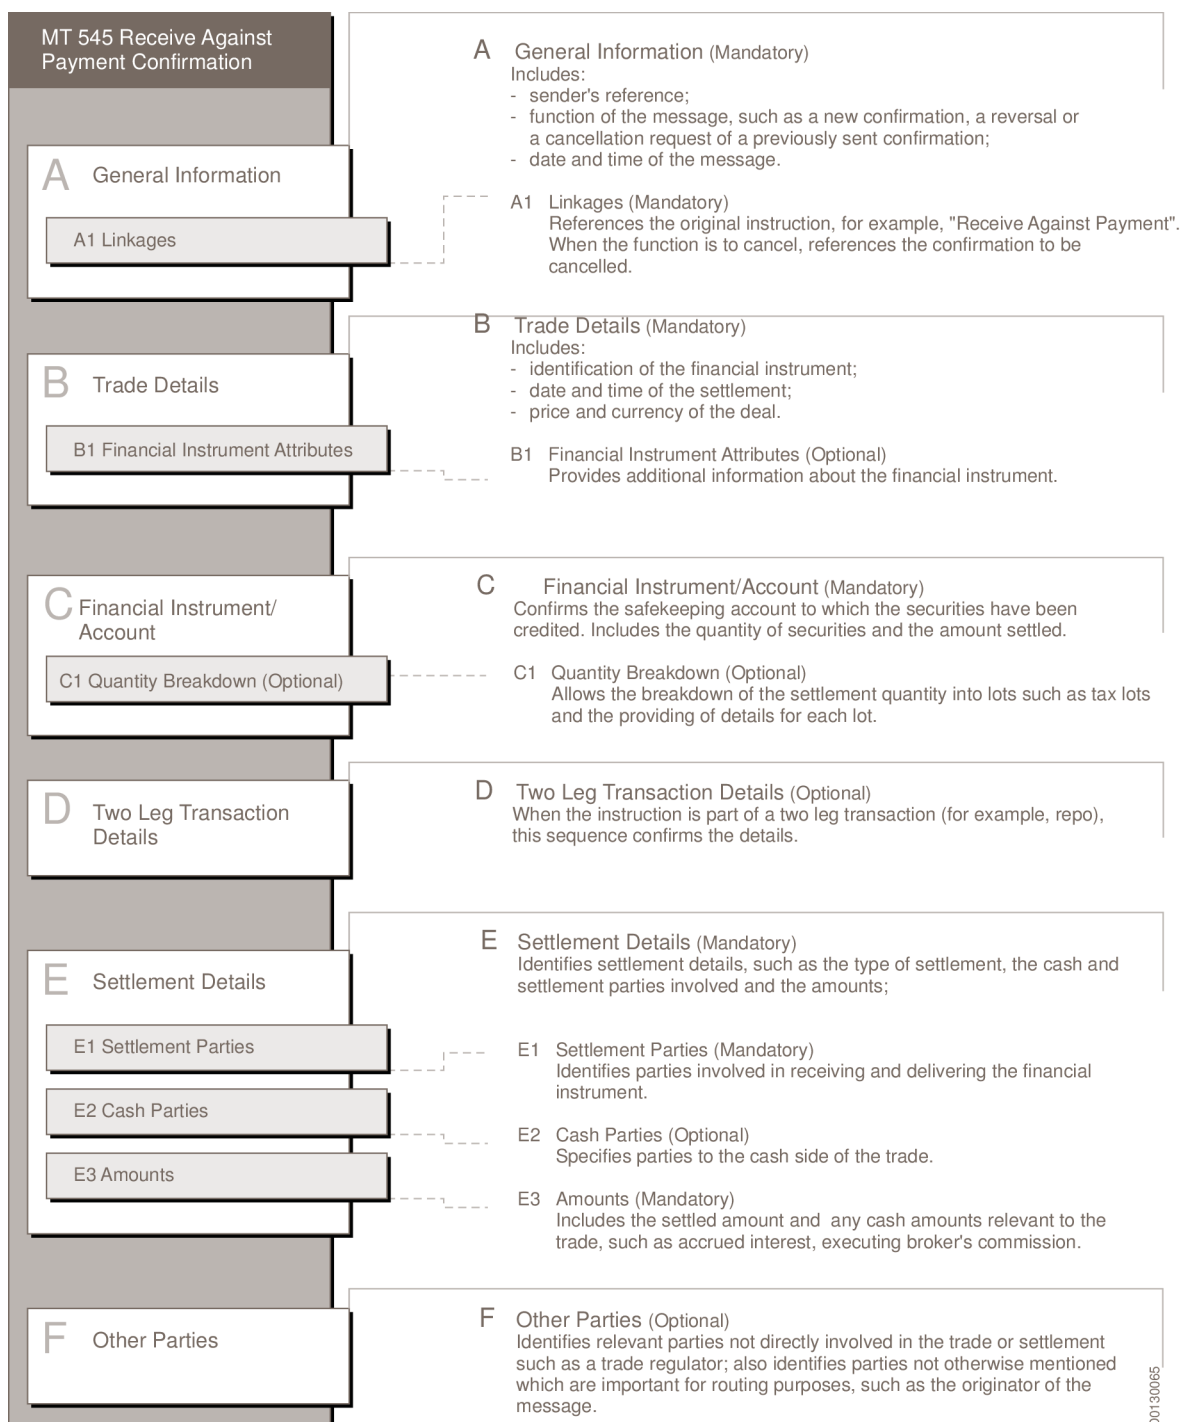 MT 545 Receive Against
Payment Confirmation
A General Information
A1 Linkages
B Trade Details
B1 Financial Instrument Attributes
C Financial Instrument/
Account
C1 Quantity Breakdown (Optional)
D Two Leg Transaction
Details
E Settlement Details
E1 Settlement Parties
E2 Cash Parties
E3 Amounts
F Other Parties
A General Information (Mandatory)
Includes:
- sender's reference;
- function of the message, such as a new confirmation, a reversal or
a cancellation request of a previously sent confirmation;
- date and time of the message.
A1 Linkages (Mandatory)
References the original instruction, for example, "Receive Against Payment".
When the function is to cancel, references the confirmation to be
cancelled.
B Trade Details (Mandatory)
Includes:
- identification of the financial instrument;
- date and time of the settlement;
- price and currency of the deal.
B1 Financial Instrument Attributes (Optional)
Provides additional information about the financial instrument.
C Financial Instrument/Account (Mandatory)
Confirms the safekeeping account to which the securities have been
credited. Includes the quantity of securities and the amount settled.
C1 Quantity Breakdown (Optional)
Allows the breakdown of the settlement quantity into lots such as tax lots
and the providing of details for each lot.
D Two Leg Transaction Details (Optional)
When the instruction is part of a two leg transaction (for example, repo),
this sequence confirms the details.
E Settlement Details (Mandatory)
Identifies settlement details, such as the type of settlement, the cash and
settlement parties involved and the amounts;
E1 Settlement Parties (Mandatory)
Identifies parties involved in receiving and delivering the financial
instrument.
E2 Cash Parties (Optional)
Specifies parties to the cash side of the trade.
E3 Amounts (Mandatory)
Includes the settled amount and any cash amounts relevant to the
trade, such as accrued interest, executing broker's commission.
F Other Parties (Optional)
Identifies relevant parties not directly involved in the trade or settlement
such as a trade regulator; also identifies parties not otherwise mentioned
which are important for routing purposes, such as the originator of the
message.